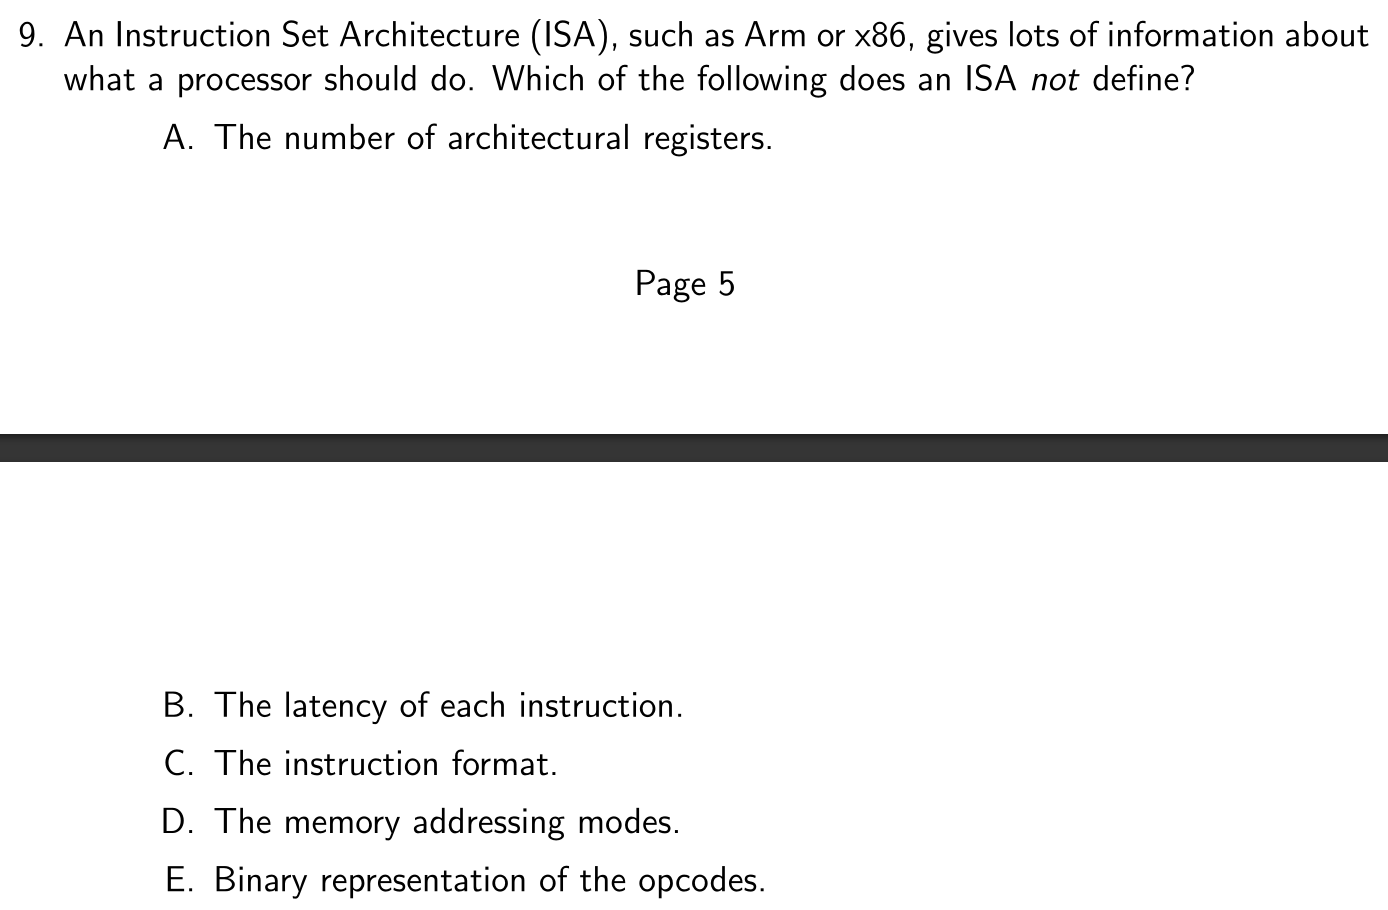 9. An Instruction Set Architecture (ISA), such as Arm or x86, gives lots of information about
what a processor should do. Which of the following does an ISA not define?
A. The number of architectural registers.
Page 5
B. The latency of each instruction.
C. The instruction format.
D. The memory addressing modes.
E. Binary representation of the opcodes.